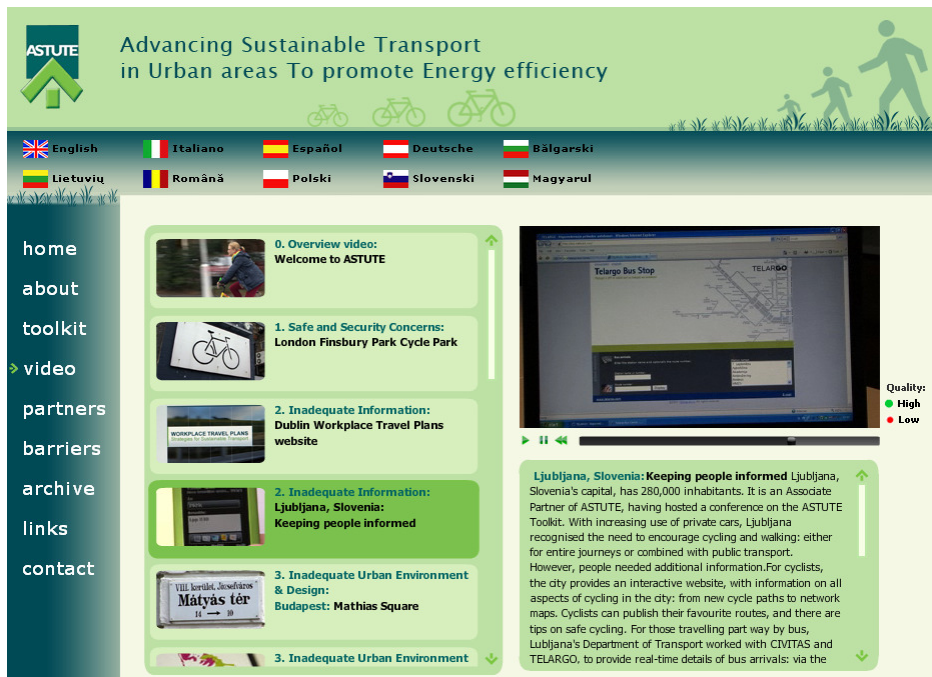 ASTUTE
Advancing Sustainable Transport
in Urban areas To promote Energy efficiency
English
Italiano
Español
Deutsche
Bălgarski
Lietuvių
Română
Polski
Slovenski
Magyarul
home
about
toolkit
video
partners
barriers
archive
links
contact
0. Overview video:
Welcome to ASTUTE
1. Safe and Security Concerns:
London Finsbury Park Cycle Park
WORKPLACE TRAVEL PLANS
Strategies for Sustainable Transport
2. Inadequate Information:
Dublin Workplace Travel Plans
website
2. Inadequate Information:
Ljubljana, Slovenia:
Keeping people informed
VIII. kerület, Józsefváros
Mátyás tér
14 → 10
3. Inadequate Urban Environment
& Design:
Budapest: Mathias Square
3. Inadequate Urban Environment
Telargo Bus Stop
TELARGO
Quality:
High
Low
Ljubljana, Slovenia: Keeping people informed Ljubljana,
Slovenia's capital, has 280,000 inhabitants. It is an Associate
Partner of ASTUTE, having hosted a conference on the ASTUTE
Toolkit. With increasing use of private cars, Ljubljana
recognised the need to encourage cycling and walking: either
for entire journeys or combined with public transport.
However, people needed additional information.For cyclists,
the city provides an interactive website, with information on all
aspects of cycling in the city: from new cycle paths to network
maps. Cyclists can publish their favourite routes, and there are
tips on safe cycling. For those travelling part way by bus,
Lubljana's Department of Transport worked with CIVITAS and
TELARGO, to provide real-time details of bus arrivals: via the